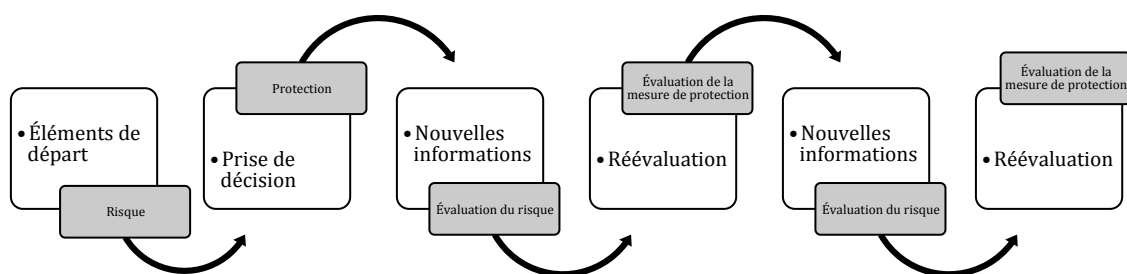 • Éléments de
départ
Risque
Protection
• Prise de
décision
• Nouvelles
informations
Évaluation du risque
Évaluation de la
mesure de protection
• Réévaluation
• Nouvelles
informations
Évaluation du risque
Évaluation de la
mesure de protection
• Réévaluation